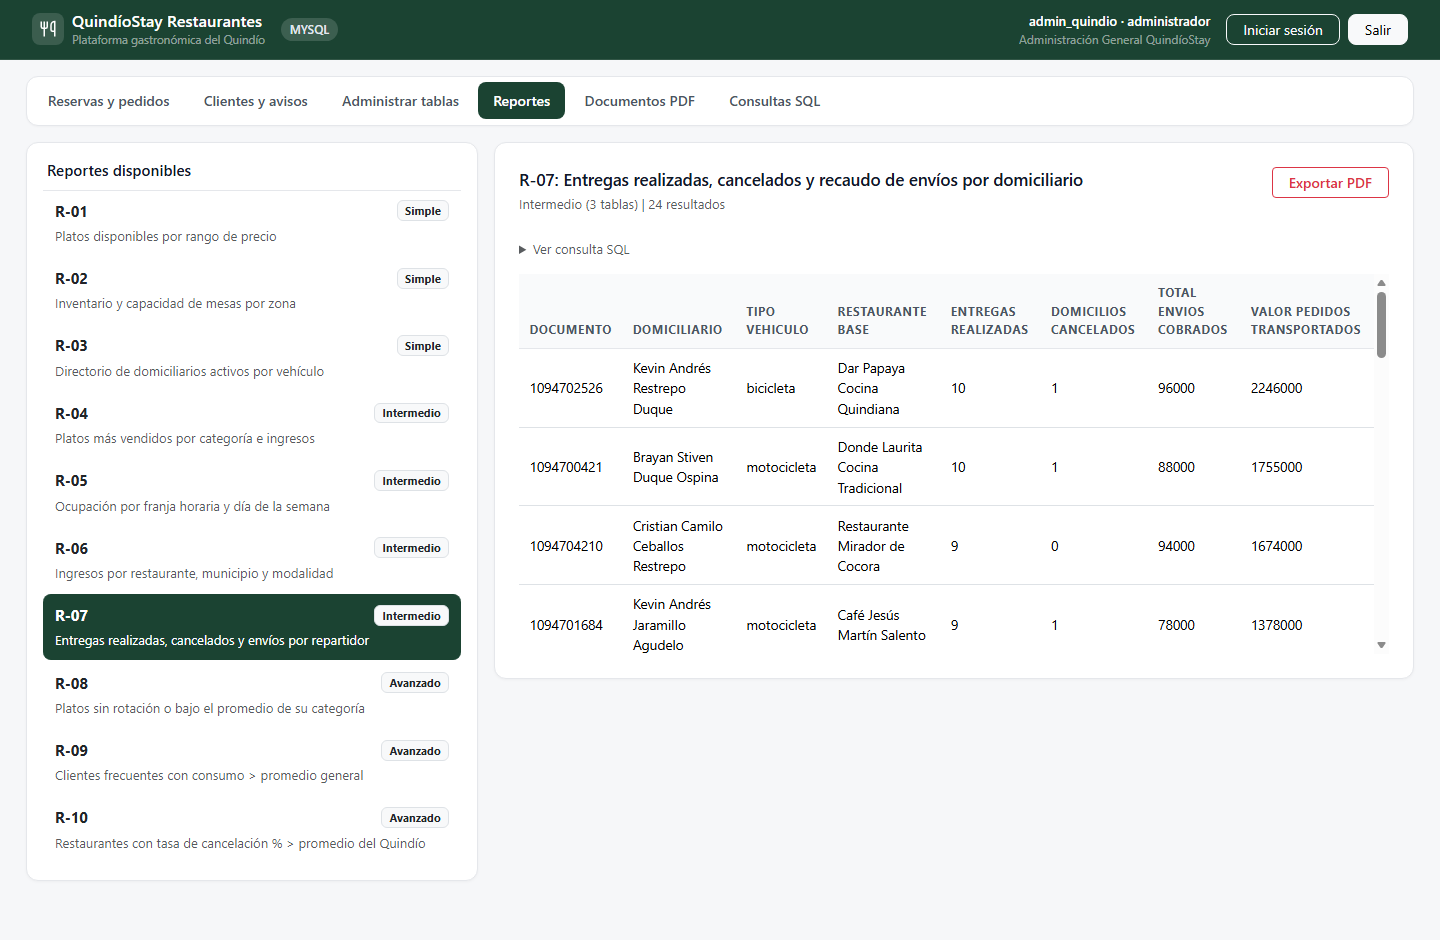 QuindíoStay Restaurantes
Plataforma gastronómica del Quindío
MYSQL
admin_quindio · administrador
Administración General QuindíoStay
Iniciar sesión
Salir
Reservas y pedidos
Clientes y avisos
Administrar tablas
Reportes
Documentos PDF
Consultas SQL
Reportes disponibles
R-01
Simple
Platos disponibles por rango de precio
R-02
Simple
Inventario y capacidad de mesas por zona
R-03
Simple
Directorio de domiciliarios activos por vehículo
R-04
Intermedio
Platos más vendidos por categoría e ingresos
R-05
Intermedio
Ocupación por franja horaria y día de la semana
R-06
Intermedio
Ingresos por restaurante, municipio y modalidad
R-07
Intermedio
Entregas realizadas, cancelados y envíos por repartidor
R-08
Avanzado
Platos sin rotación o bajo el promedio de su categoría
R-09
Avanzado
Clientes frecuentes con consumo > promedio general
R-10
Avanzado
Restaurantes con tasa de cancelación % > promedio del Quindío
R-07: Entregas realizadas, cancelados y recaudo de envíos por domiciliario
Intermedio (3 tablas) | 24 resultados
Exportar PDF
Ver consulta SQL
DOCUMENTO
DOMICILIARIO
TIPO
VEHICULO
RESTAURANTE
BASE
ENTREGAS
REALIZADAS
DOMICILIOS
CANCELADOS
TOTAL
ENVIOS
COBRADOS
VALOR PEDIDOS
TRANSPORTADOS
1094702526
Kevin Andrés
Restrepo
Duque
bicicleta
Dar Papaya
Cocina
Quindiana
10
1
96000
2246000
1094700421
Brayan Stiven
Duque Ospina
motocicleta
Donde Laurita
Cocina
Tradicional
10
1
88000
1755000
1094704210
Cristian Camilo
Ceballos
Restrepo
motocicleta
Restaurante
Mirador de
Cocora
9
0
94000
1674000
1094701684
Kevin Andrés
Jaramillo
Agudelo
motocicleta
Café Jesús
Martín Salento
9
1
78000
1378000